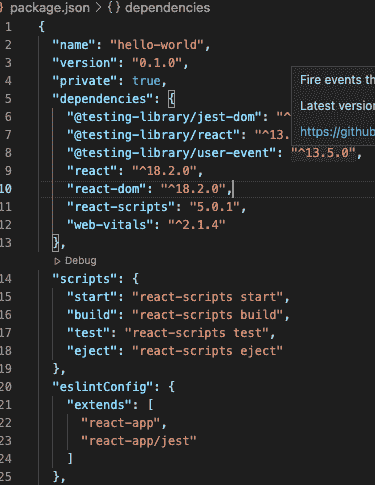 package.json > {} dependencies
1 {
2 "name": "hello-world",
3 "version": "0.1.0",
4 "private": true,
5 "dependencies": {
6 "@testing-library/jest-dom": "^
7 "@testing-library/react": "^13.
8 "@testing-library/user-event": "^13.5.0",
9 "react": "^18.2.0",
10 "react-dom": "^18.2.0",
11 "react-scripts": "5.0.1",
12 "web-vitals": "^2.1.4"
13 },
Debug
14 "scripts": {
15 "start": "react-scripts start",
16 "build": "react-scripts build",
17 "test": "react-scripts test",
18 "eject": "react-scripts eject"
19 },
20 "eslintConfig": {
21 "extends": [
22 "react-app",
23 "react-app/jest"
24 ]
25 },
Fire events th
Latest version
https://github